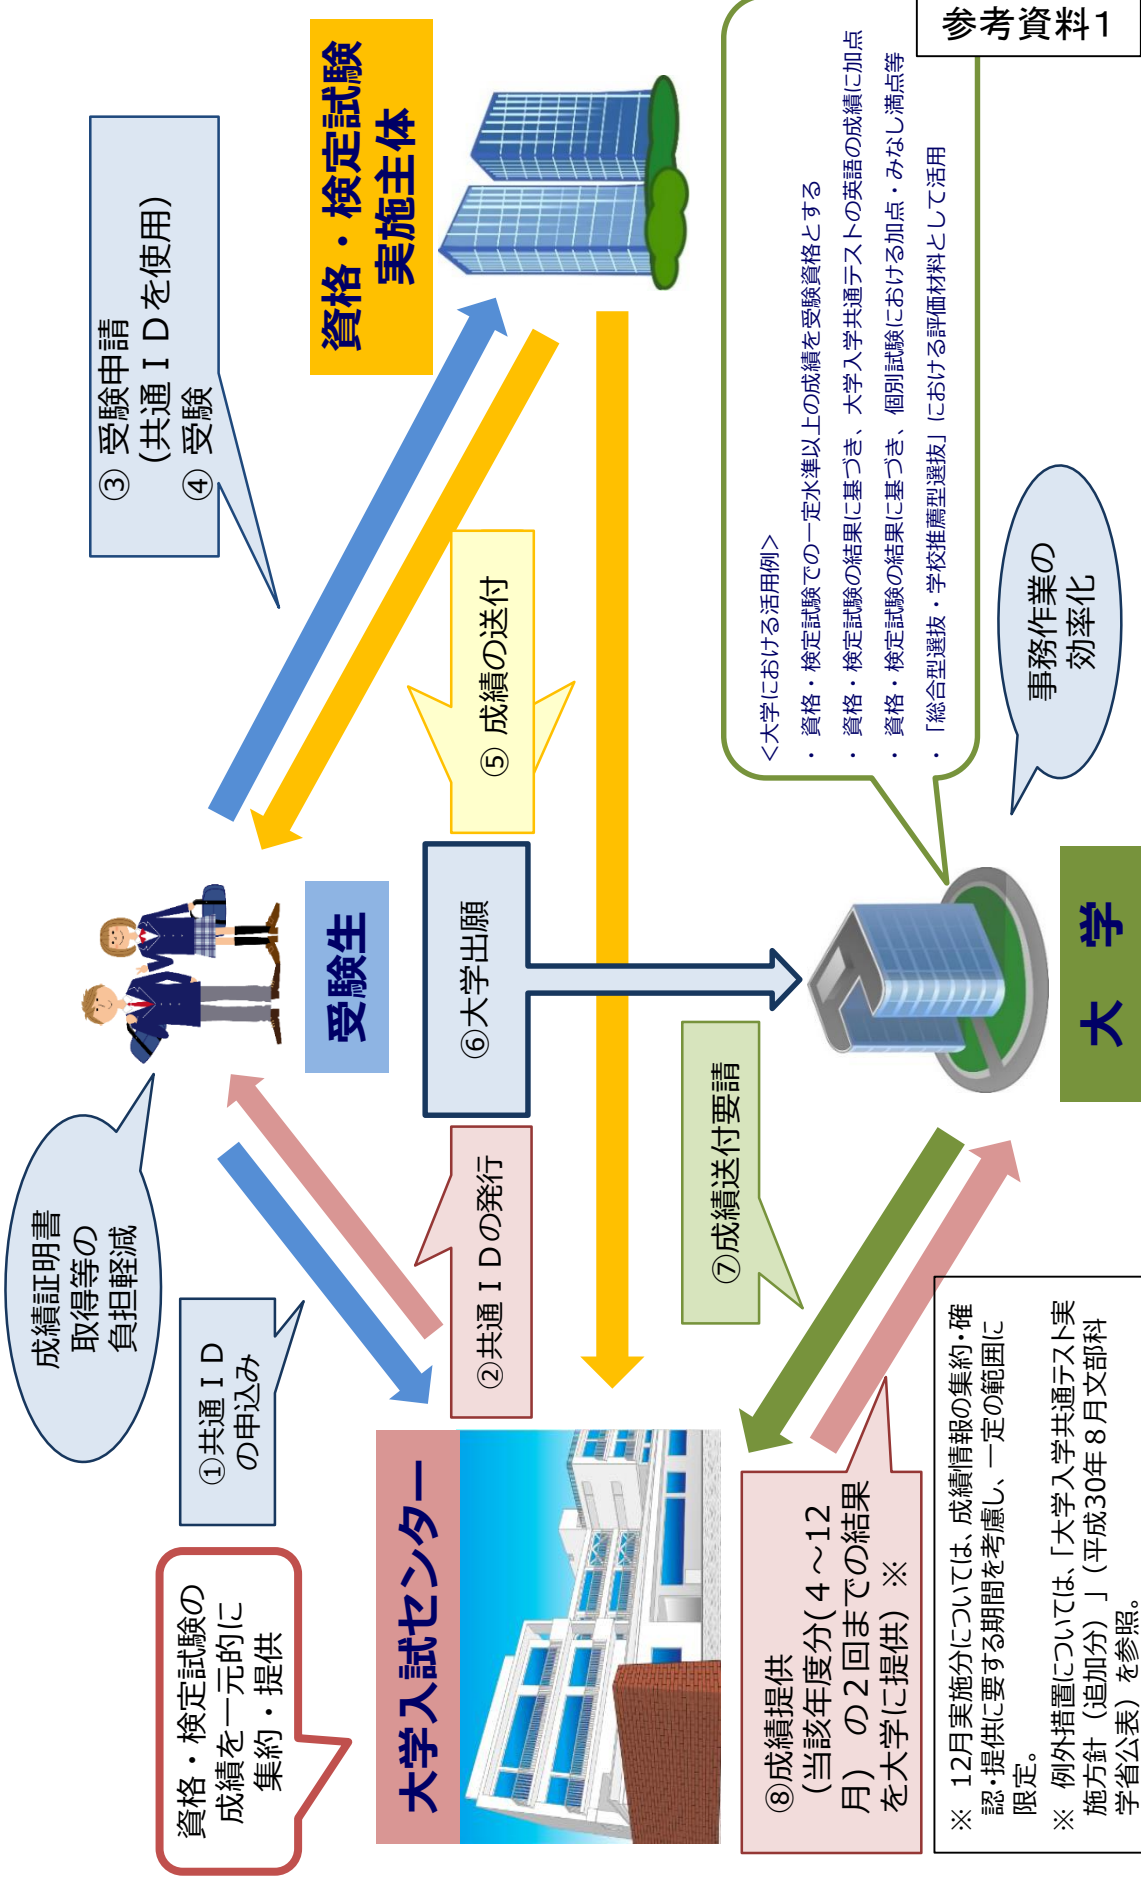 参考資料1
成績証明書
取得等の
負担軽減
資格・検定試験の
成績を一元的に
集約・提供
①共通ＩＤ
の申込み
②共通ＩＤの発行
③ 受験申請
(共通ＩＤを使用)
④ 受験
資格・検定試験
実施主体
受験生
大学入試センター
⑤ 成績の送付
⑥大学出願
⑦成績送付要請
⑧成績提供
(当該年度分(４～12
月) の２回までの結果
を大学に提供) ※
大 学
事務作業の
効率化
＜大学における活用例＞
・ 資格・検定試験での一定水準以上の成績を受験資格とする
・ 資格・検定試験の結果に基づき、大学入学共通テストの英語の成績に加点
・ 資格・検定試験の結果に基づき、個別試験における加点・みなし満点等
・ 「総合型選抜・学校推薦型選抜」における評価材料として活用
※ 12月実施分については、成績情報の集約・確
認・提供に要する期間を考慮し、一定の範囲に
限定。
※ 例外措置については、「大学入学共通テスト実
施方針（追加分）」（平成30年８月文部科
学省公表）を参照。